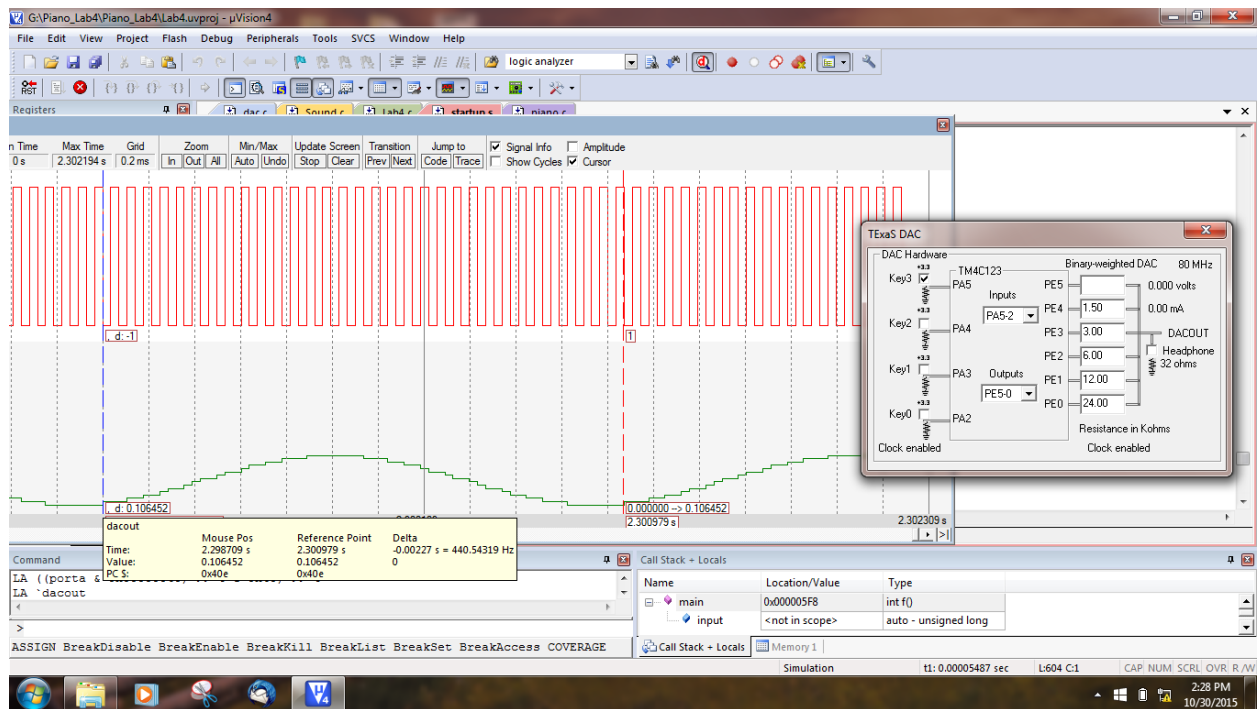 G:\Piano_Lab4\Piano_Lab4\Lab4.uvproj - µVision4
File Edit View Project Flash Debug Peripherals Tools SVCS Window Help
logic analyzer
RST
Registers
dac.c Sound.c Lab4.c startup.s piano.c
n Time Max Time Grid Zoom Min/Max Update Screen Transition Jump to Signal Info Amplitude
0 s 2.302194 s 0.2 ms In Out All Auto Undo Stop Clear Prev Next Code Trace Show Cycles Cursor
, d: -1
1
, d: 0.106452
0.000000 --> 0.106452
2.300979 s
2.302309 s
dacout
Mouse Pos Reference Point Delta
Time: 2.298709 s 2.300979 s -0.00227 s = 440.54319 Hz
Value: 0.106452 0.106452 0
PC $: 0x40e 0x40e
TExaS DAC
DAC Hardware
TM4C123
Binary-weighted DAC 80 MHz
+3.3
Key3 PA5 PE5 0.000 volts
Inputs
PA5-2
PE4 1.50 0.00 mA
+3.3
Key2 PA4 PE3 3.00 DACOUT
PE2 6.00 Headphone
32 ohms
+3.3
Key1 PA3 Outputs PE1 12.00
PE5-0
+3.3
Key0 PA2 PE0 24.00
Resistance in Kohms
Clock enabled Clock enabled
Command
LA ((porta &
LA `dacout
>
ASSIGN BreakDisable BreakEnable BreakKill BreakList BreakSet BreakAccess COVERAGE
Call Stack + Locals
Name Location/Value Type
main 0x000005F8 int f()
input <not in scope> auto - unsigned long
Call Stack + Locals Memory 1
Simulation t1: 0.00005487 sec L:604 C:1 CAP NUM SCRL OVR R/W
2:28 PM
10/30/2015